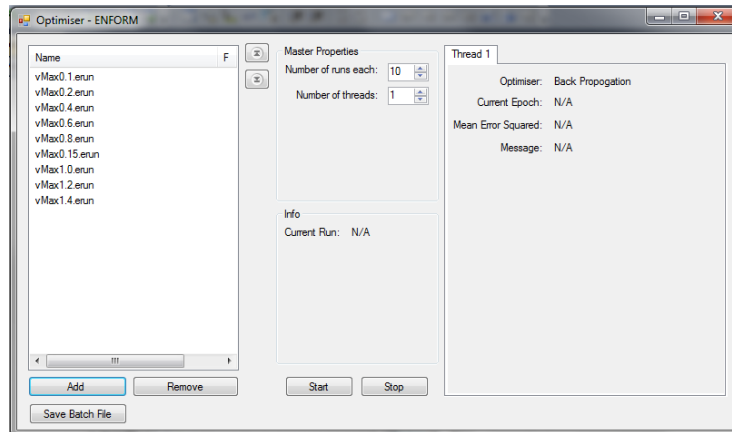 Optimiser - ENFORM
Name F
vMax0.1.erun
vMax0.2.erun
vMax0.4.erun
vMax0.6.erun
vMax0.8.erun
vMax0.15.erun
vMax1.0.erun
vMax1.2.erun
vMax1.4.erun
Add Remove
Save Batch File
Master Properties
Number of runs each: 10
Number of threads: 1
Info
Current Run: N/A
Start Stop
Thread 1
Optimiser: Back Propogation
Current Epoch: N/A
Mean Error Squared: N/A
Message: N/A